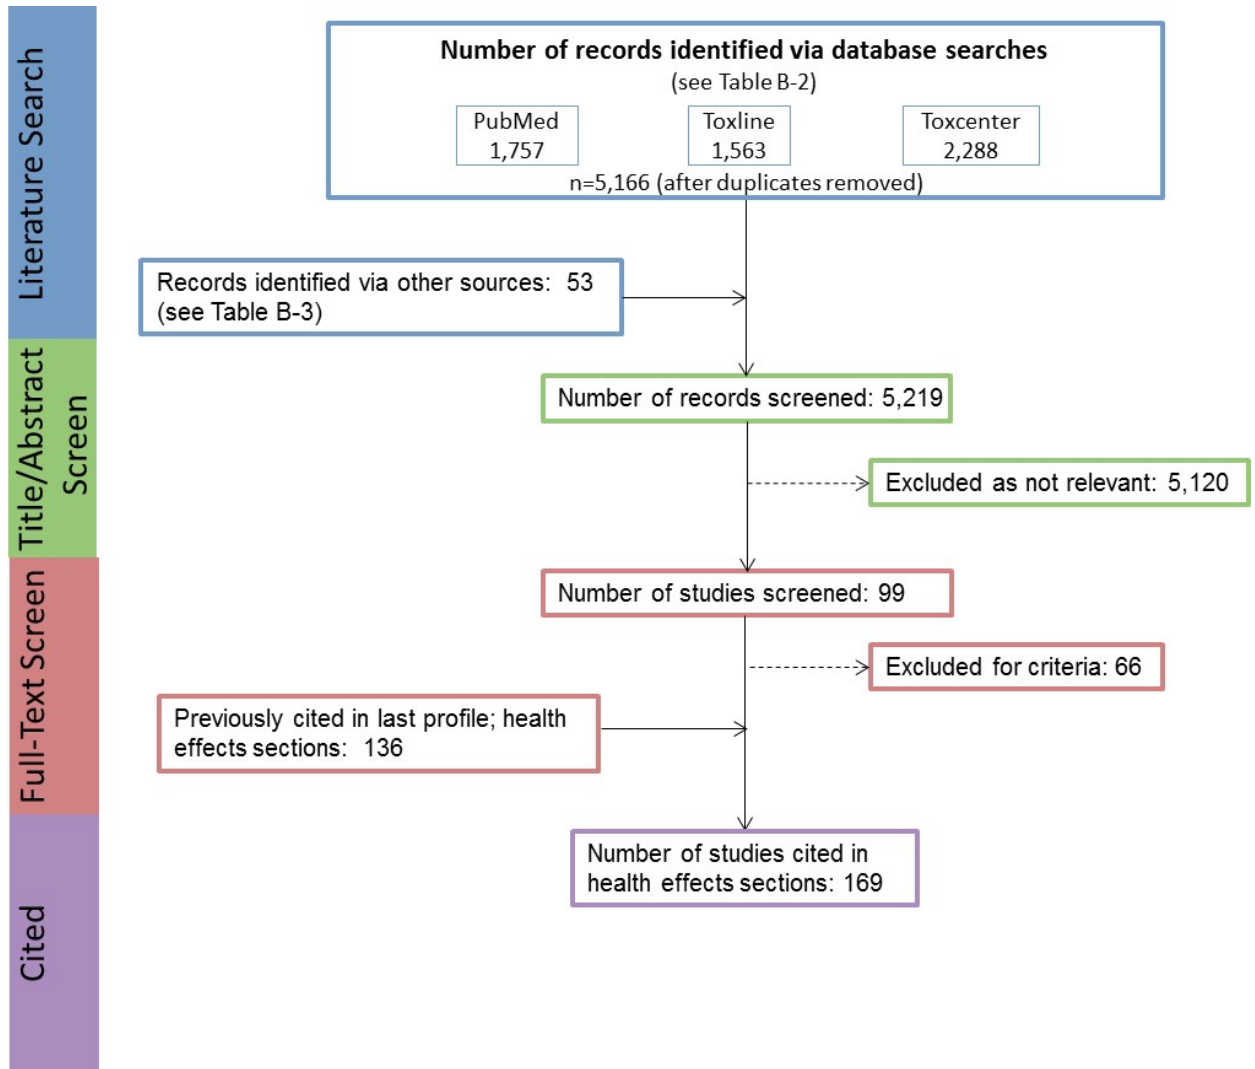 Literature Search
Number of records identified via database searches
(see Table B-2)
PubMed
1,757
Toxline
1,563
Toxcenter
2,288
n=5,166 (after duplicates removed)
Records identified via other sources: 53
(see Table B-3)
Title/Abstract
Screen
Number of records screened: 5,219
Excluded as not relevant: 5,120
Full-Text Screen
Number of studies screened: 99
Excluded for criteria: 66
Previously cited in last profile; health
effects sections: 136
Cited
Number of studies cited in
health effects sections: 169